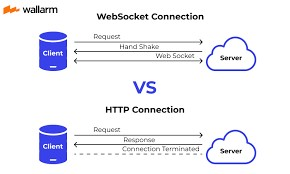 wallarm
WebSocket Connection
Request
Hand Shake
Web Socket
Client
Server
VS
HTTP Connection
Request
Response
Connection Terminated
Client
Server